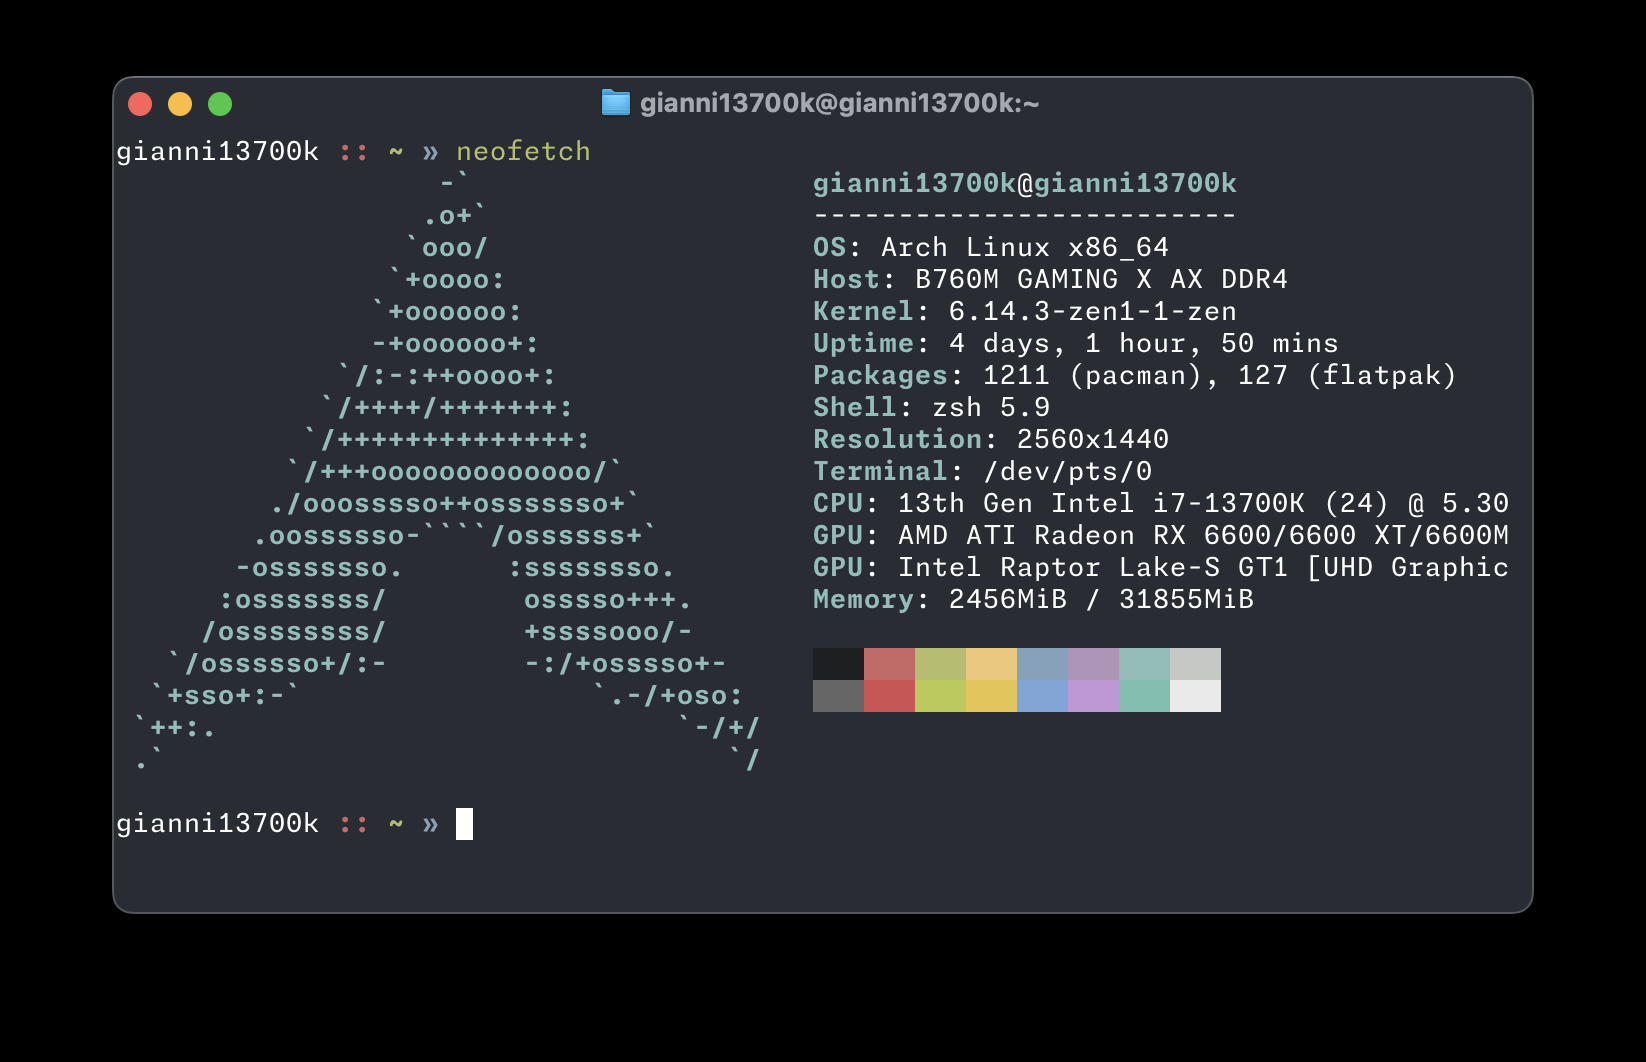 gianni13700k@gianni13700k:~
gianni13700k :: ~ » neofetch
                   -`                    gianni13700k@gianni13700k
                  .o+`                   -------------------------
                 `ooo/                   OS: Arch Linux x86_64
                `+oooo:                  Host: B760M GAMING X AX DDR4
               `+oooooo:                 Kernel: 6.14.3-zen1-1-zen
               -+oooooo+:                Uptime: 4 days, 1 hour, 50 mins
             `/:-:++oooo+:               Packages: 1211 (pacman), 127 (flatpak)
            `/++++/+++++++:              Shell: zsh 5.9
           `/++++++++++++++:             Resolution: 2560x1440
          `/+++ooooooooooooo/`           Terminal: /dev/pts/0
         ./ooosssso++osssssso+`          CPU: 13th Gen Intel i7-13700K (24) @ 5.30
        .oossssso-````/ossssss+`         GPU: AMD ATI Radeon RX 6600/6600 XT/6600M
       -osssssso.      :ssssssso.        GPU: Intel Raptor Lake-S GT1 [UHD Graphic
      :osssssss/        osssso+++.       Memory: 2456MiB / 31855MiB
     /ossssssss/        +ssssooo/-
   `/ossssso+/:-        -:/+osssso+-
  `+sso+:-`                 `.-/+oso:
 `++:.                           `-/+/
 .`                                 `/
gianni13700k :: ~ »